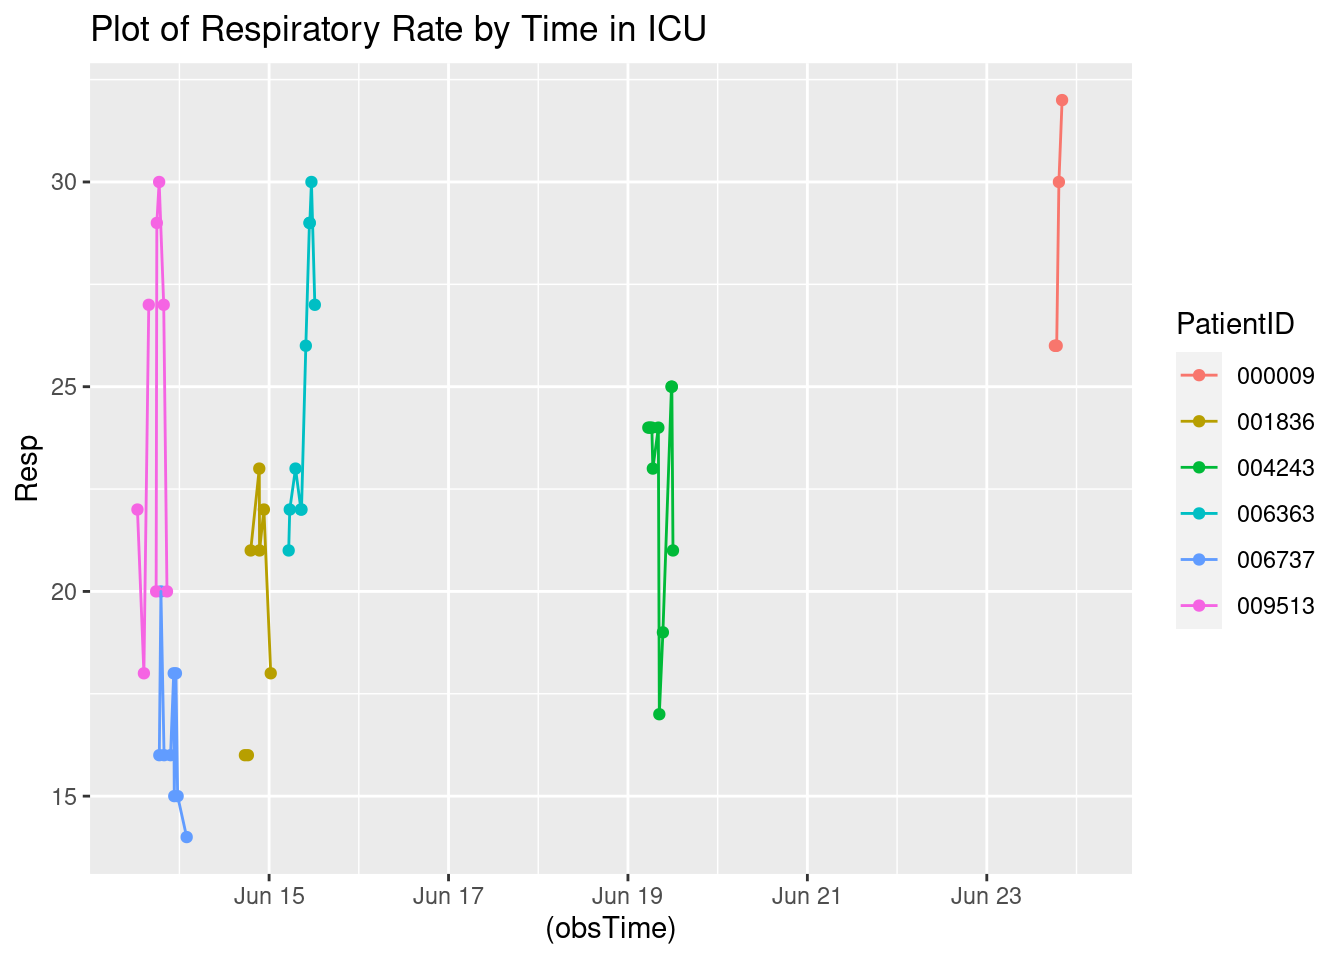 Plot of Respiratory Rate by Time in ICU
30
25
20
15
Resp
Jun 15
Jun 17
Jun 19
Jun 21
Jun 23
(obsTime)
PatientID
000009
001836
004243
006363
006737
009513